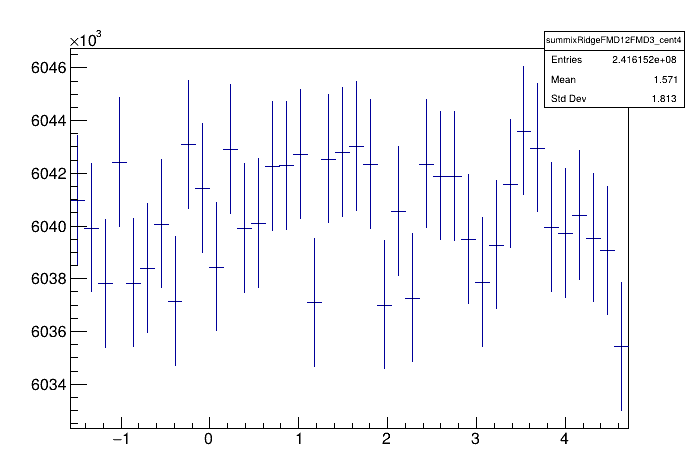 ×10³
summixRidgeFMD12FMD3_cent4
Entries 2.416152e+08
Mean 1.571
Std Dev 1.813
6046
6044
6042
6040
6038
6036
6034
−1 0 1 2 3 4